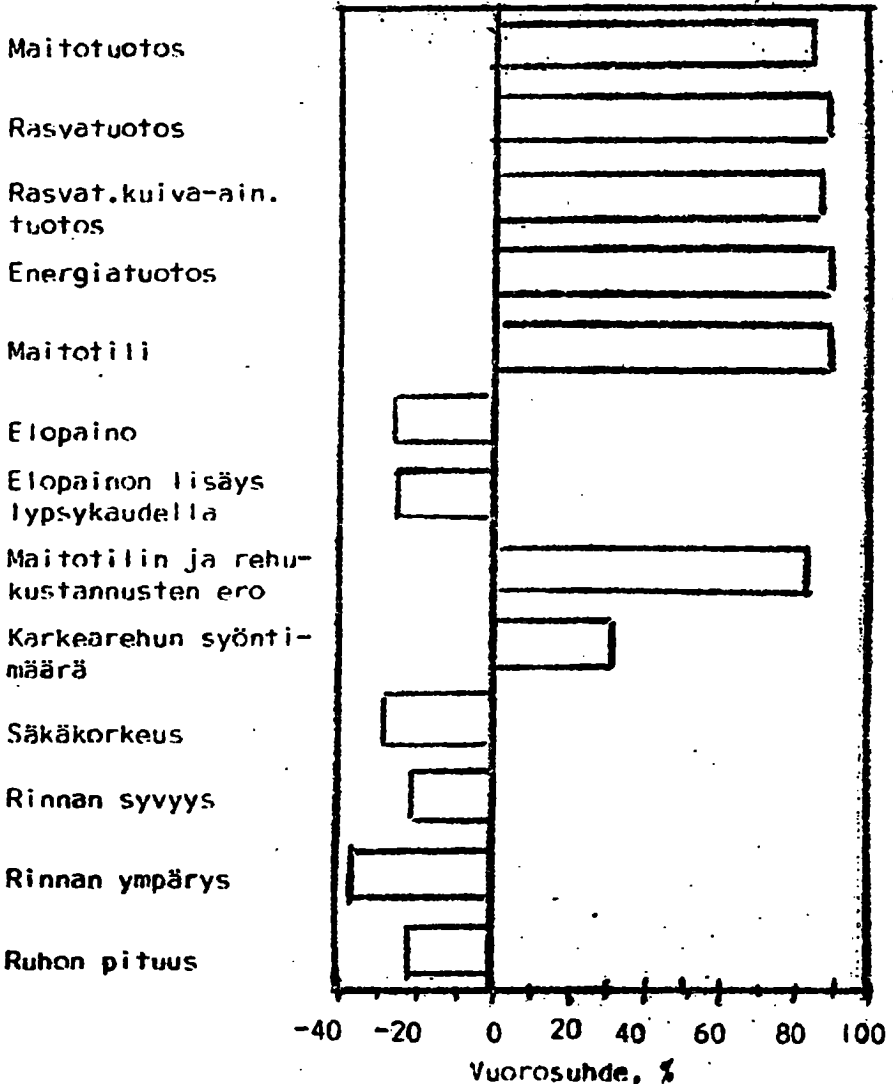 Maitotuotos
Rasvatuotos
Rasvat.kuiva-ain.
tuotos
Energiatuotos
Maitotili
Elopaino
Elopainon lisäys
lypsykaudella
Maitotilin ja rehu-
kustannusten ero
Karkearehun syönti-
määrä
Säkäkorkeus
Rinnan syvyys
Rinnan ympärys
Ruhon pituus
-40 -20 0 20 40 60 80 100
Vuorosuhde, %